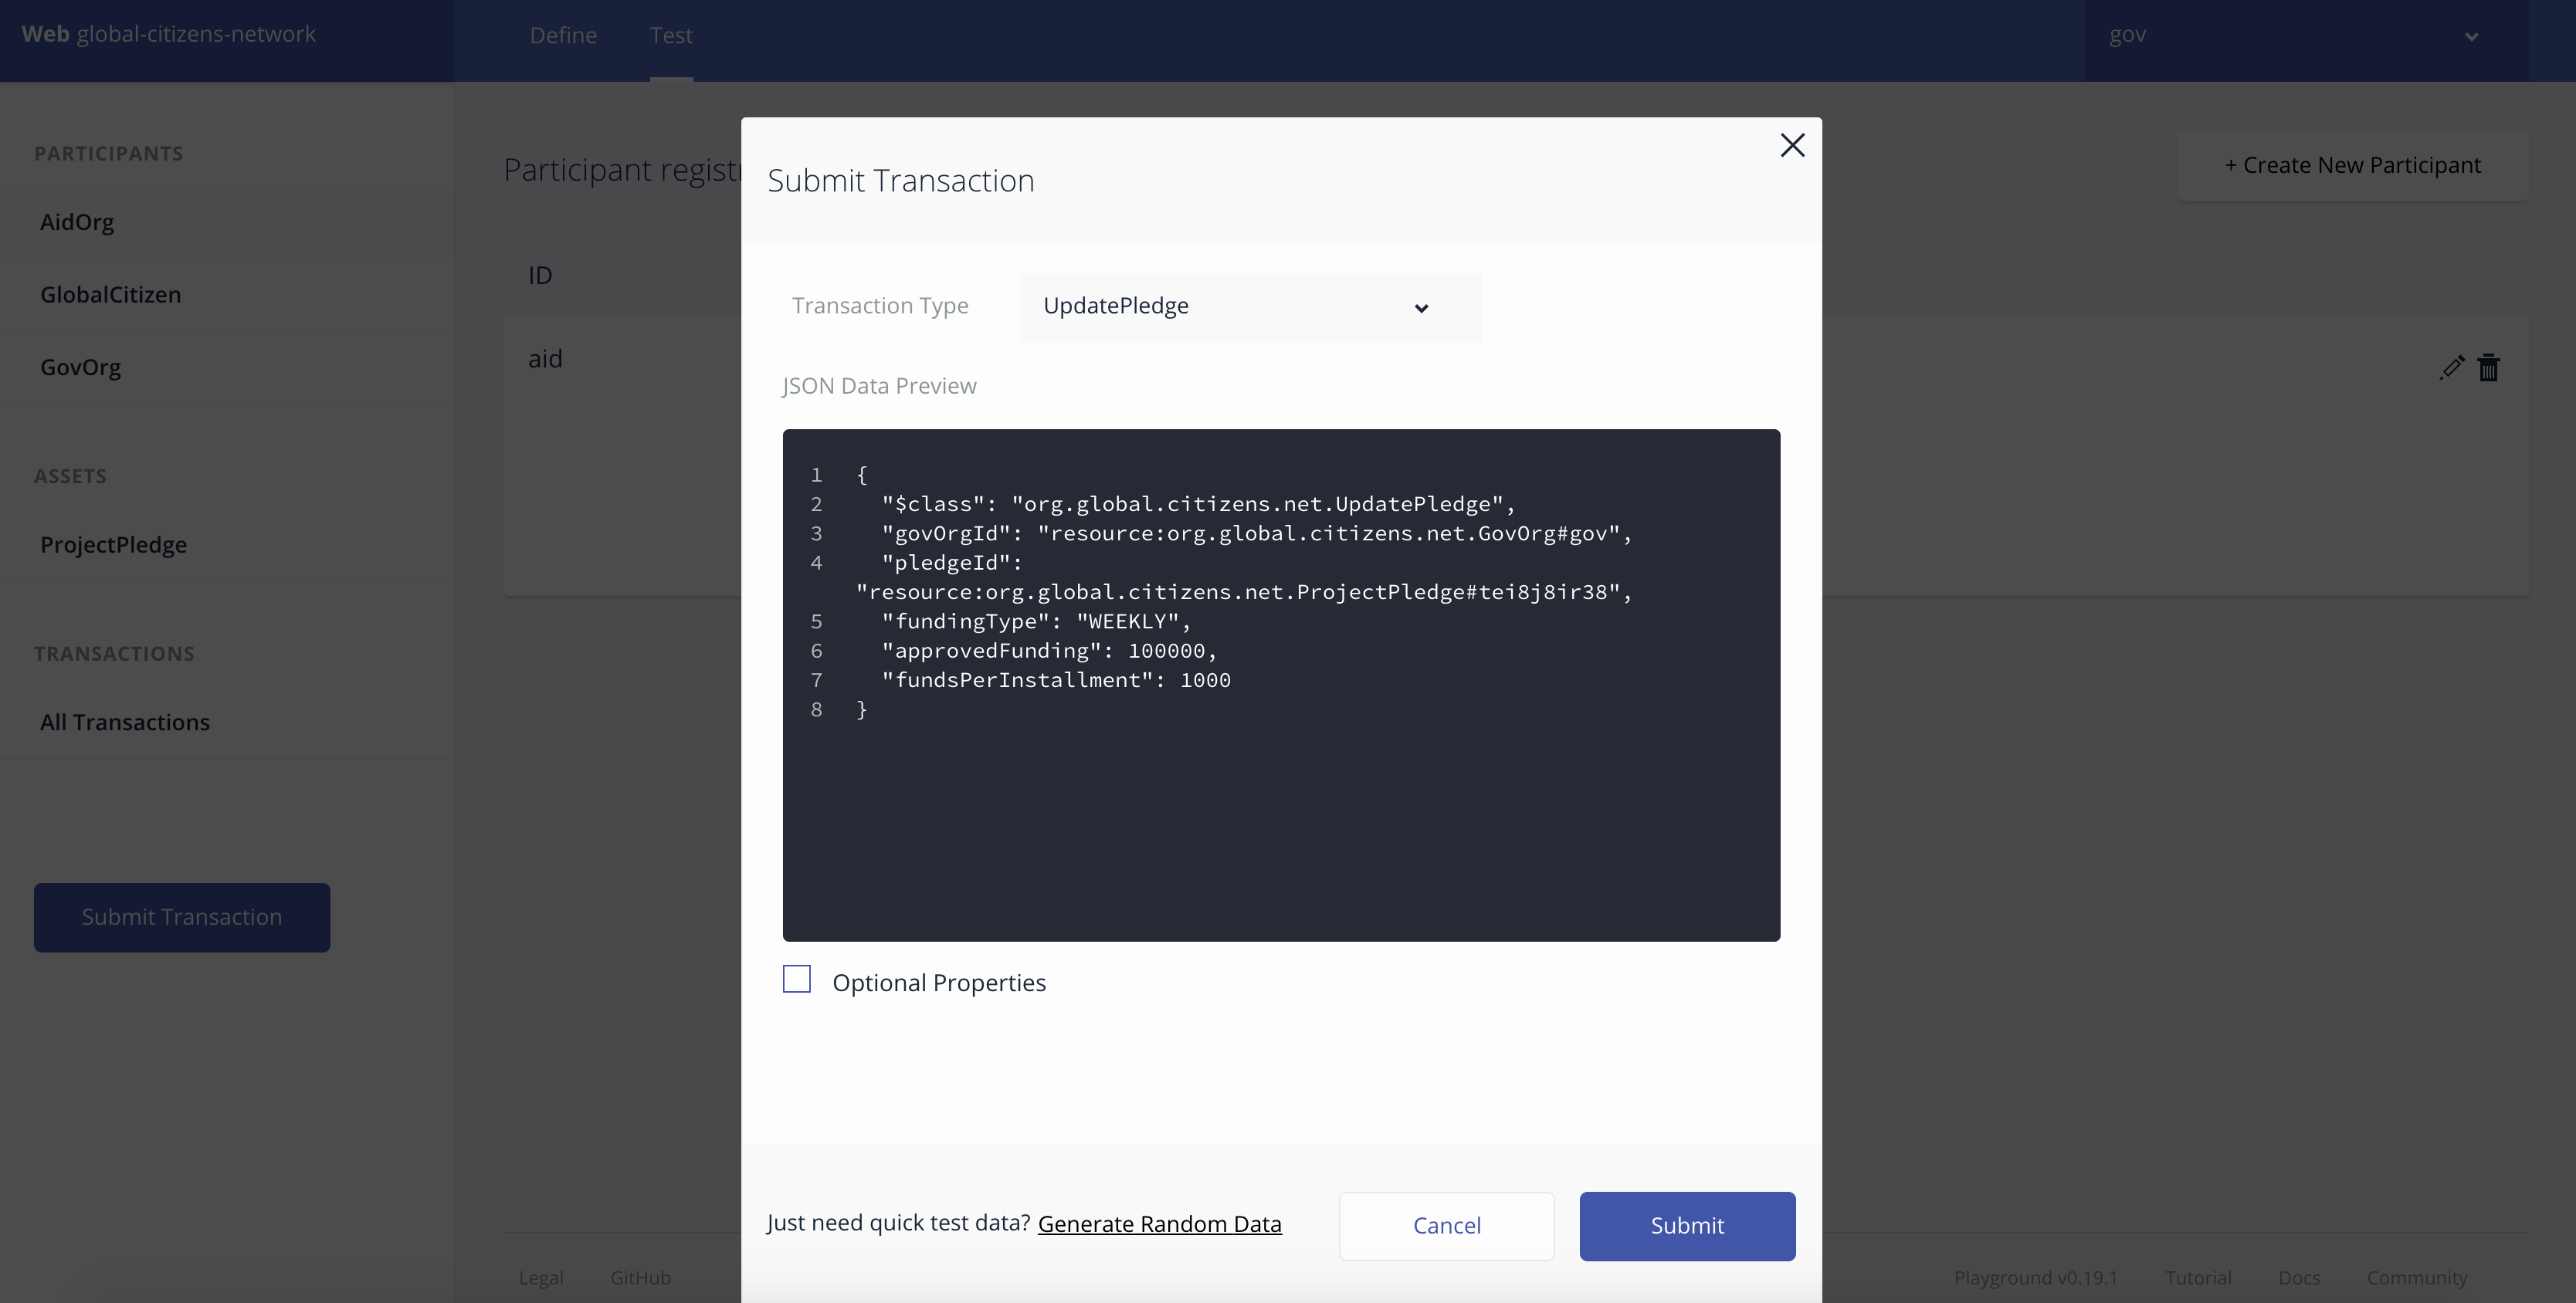 Web global-citizens-network
Define
Test
gov
PARTICIPANTS
AidOrg
GlobalCitizen
GovOrg
ASSETS
ProjectPledge
TRANSACTIONS
All Transactions
Submit Transaction
Participant registr
+ Create New Participant
ID
aid
Submit Transaction
Transaction Type
UpdatePledge
JSON Data Preview
1 {
2 "$class": "org.global.citizens.net.UpdatePledge",
3 "govOrgId": "resource:org.global.citizens.net.GovOrg#gov",
4 "pledgeId":
"resource:org.global.citizens.net.ProjectPledge#tei8j8ir38",
5 "fundingType": "WEEKLY",
6 "approvedFunding": 100000,
7 "fundsPerInstallment": 1000
8 }
Optional Properties
Just need quick test data? Generate Random Data
Cancel
Submit
Legal
GitHub
Playground v0.19.1
Tutorial
Docs
Community